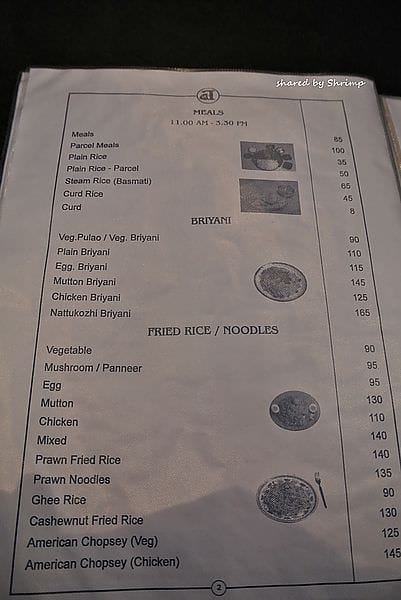 shared by Shrimp
al
MEALS
11.00 AM - 3.30 PM
Meals 85
Parcel Meals 100
Plain Rice 35
Plain Rice - Parcel 50
Steam Rice (Basmati) 65
Curd Rice 45
Curd 8
BRIYANI
Veg.Pulao / Veg. Briyani 90
Plain Briyani 110
Egg. Briyani 115
Mutton Briyani 145
Chicken Briyani 125
Nattukozhi Briyani 165
FRIED RICE / NOODLES
Vegetable 90
Mushroom / Panneer 95
Egg 95
Mutton 130
Chicken 110
Mixed 140
Prawn Fried Rice 140
Prawn Noodles 135
Ghee Rice 90
Cashewnut Fried Rice 130
American Chopsey (Veg) 125
American Chopsey (Chicken) 145
2